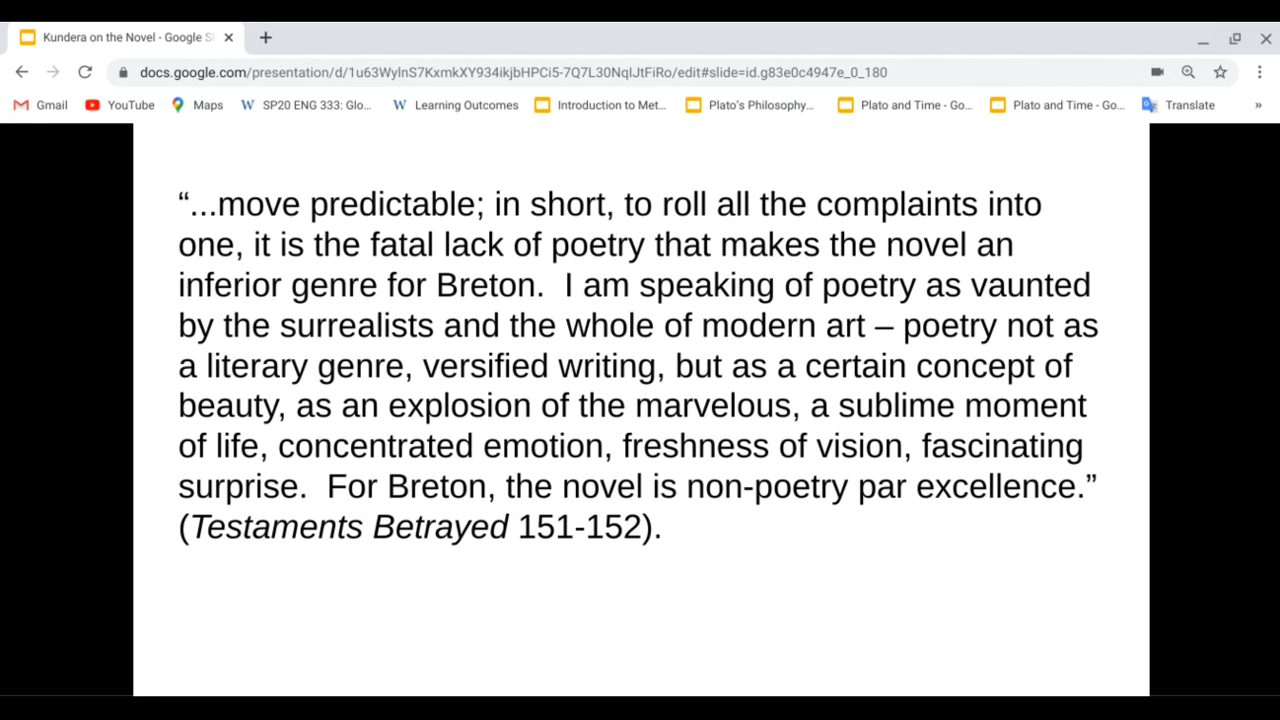 Kundera on the Novel - Google Sl
docs.google.com/presentation/d/1u63WylnS7KxmkXY934ikjbHPCi5-7Q7L30NqIJtFiRo/edit#slide=id.g83e0c4947e_0_180
Gmail YouTube Maps SP20 ENG 333: Glo... Learning Outcomes Introduction to Met... Plato's Philosophy... Plato and Time - Go... Plato and Time - Go... Translate »
“...move predictable; in short, to roll all the complaints into
one, it is the fatal lack of poetry that makes the novel an
inferior genre for Breton.  I am speaking of poetry as vaunted
by the surrealists and the whole of modern art – poetry not as
a literary genre, versified writing, but as a certain concept of
beauty, as an explosion of the marvelous, a sublime moment
of life, concentrated emotion, freshness of vision, fascinating
surprise.  For Breton, the novel is non-poetry par excellence.”
(Testaments Betrayed 151-152).